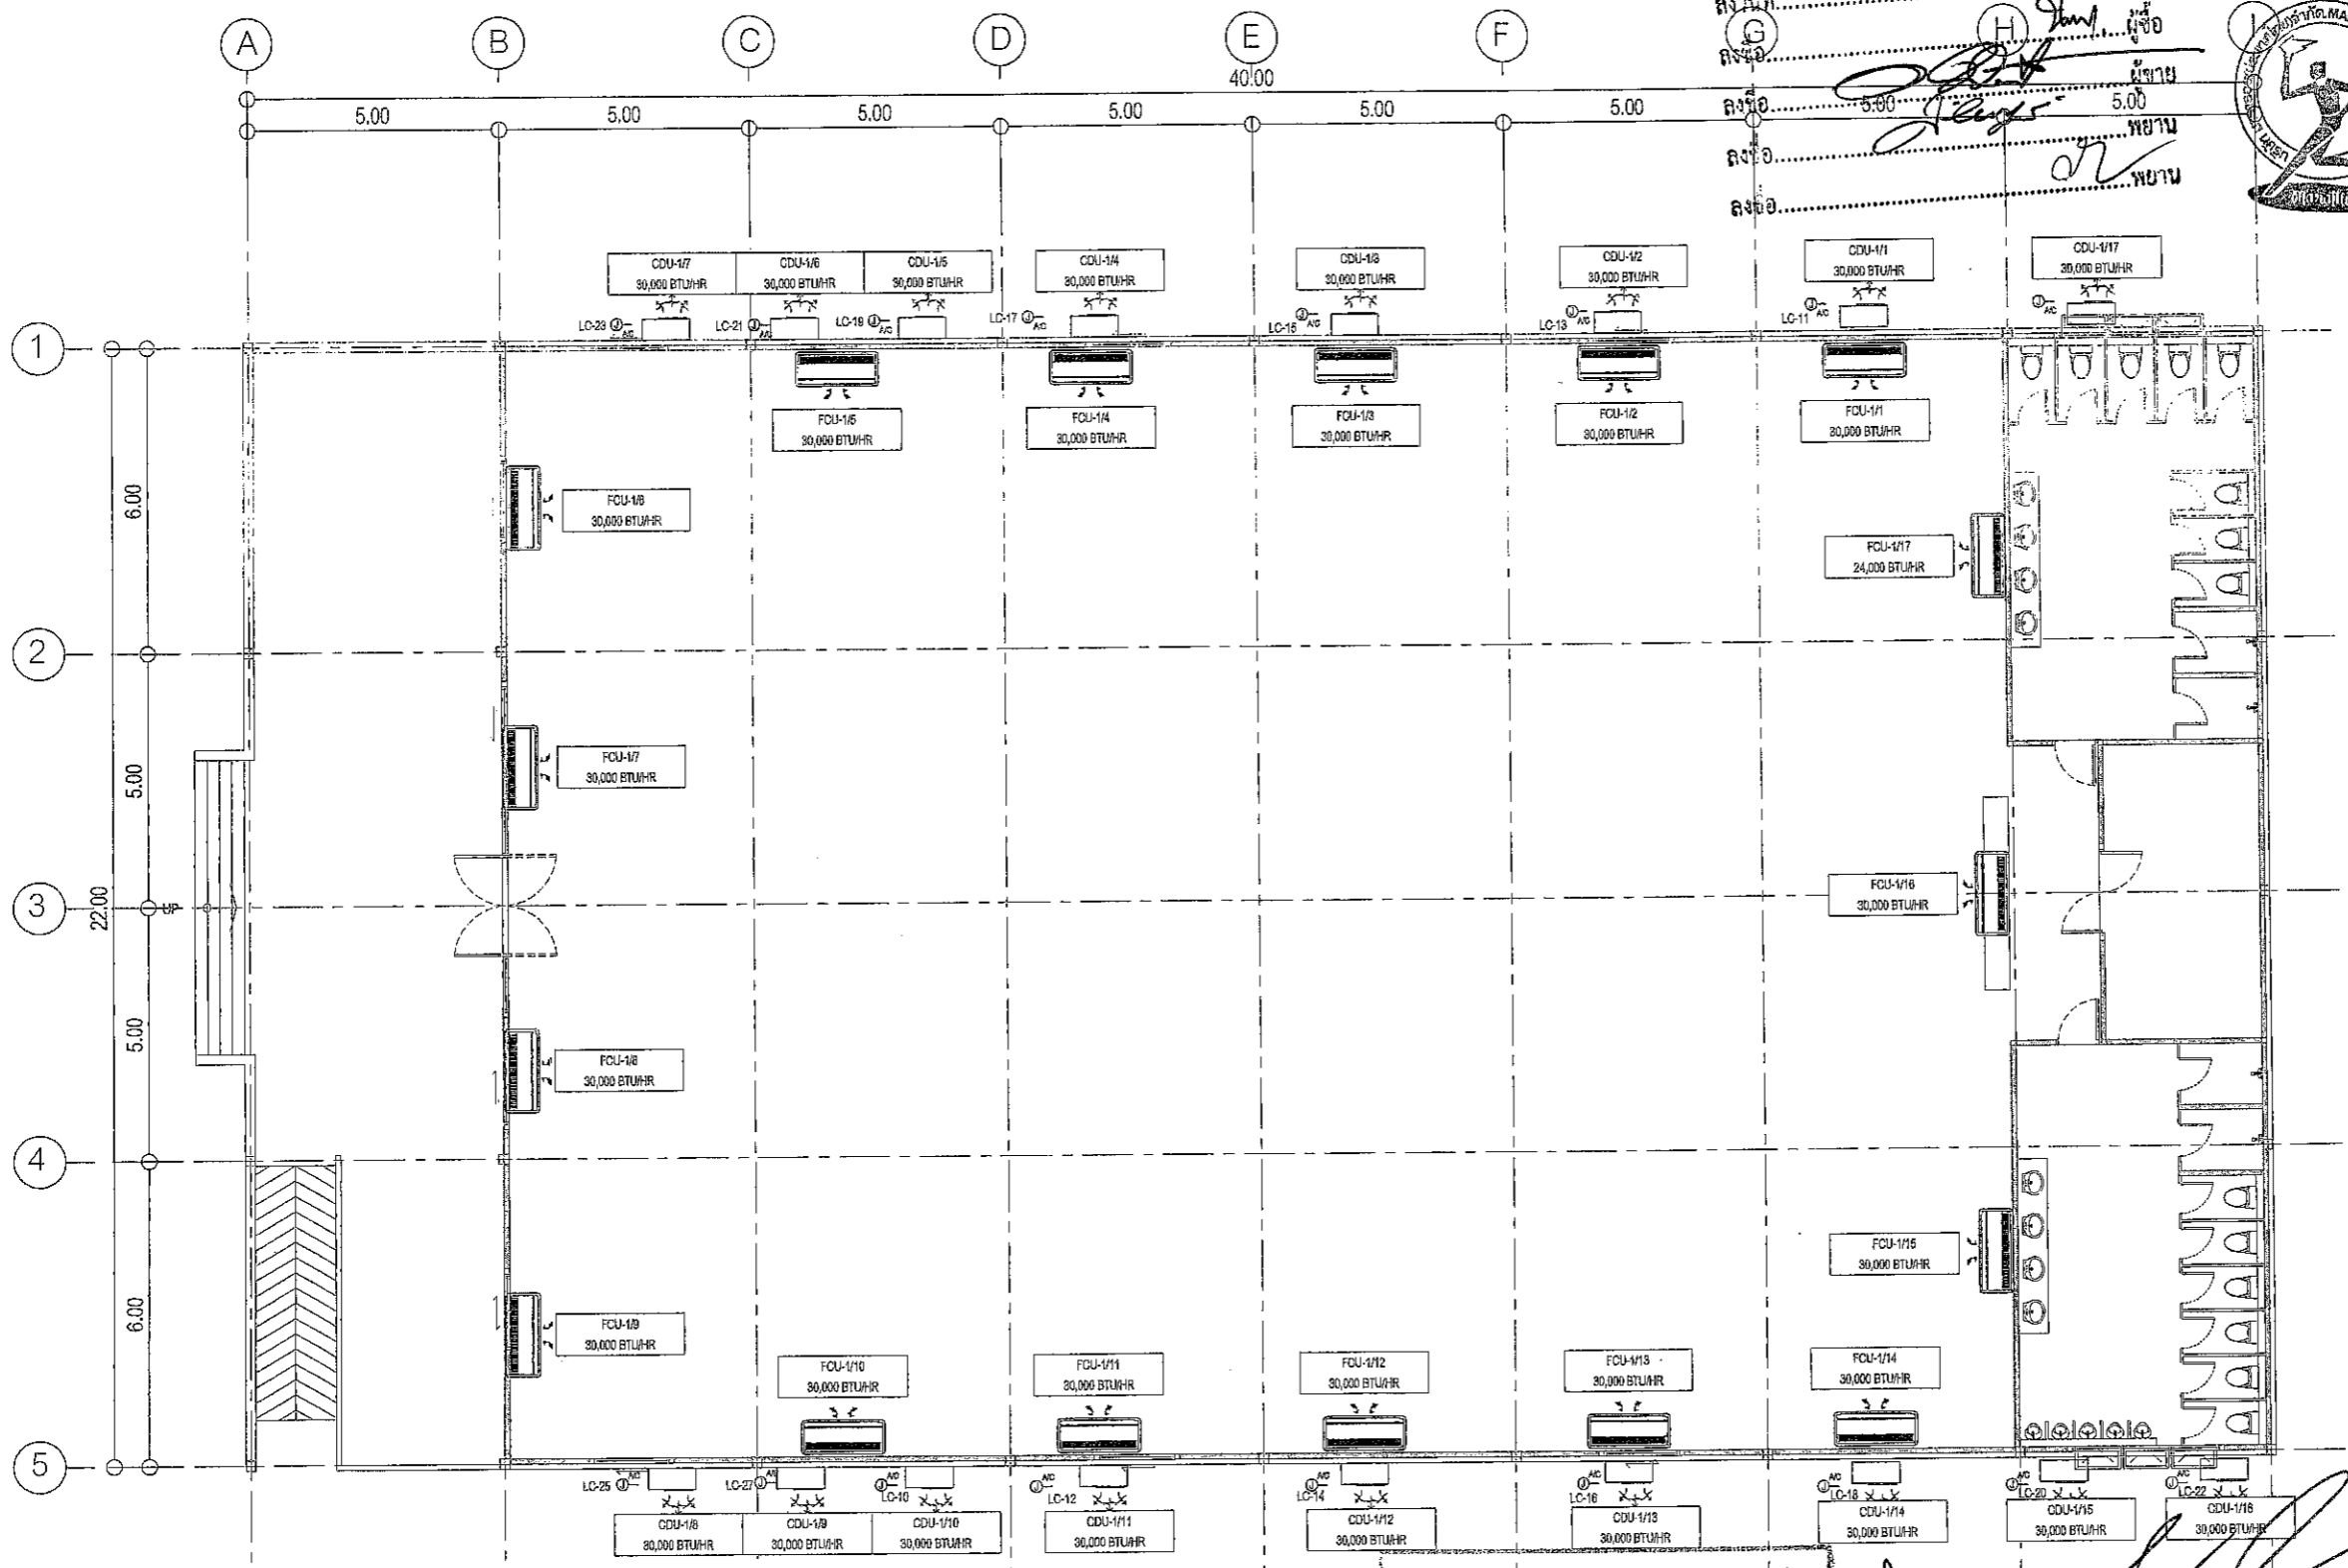 A B C D E F G H I
ลงชื่อ ผู้ซื้อ
ลงชื่อ ผู้ขาย
ลงชื่อ พยาน
ลงชื่อ พยาน
40.00
5.00 5.00 5.00 5.00 5.00 5.00 5.00 5.00
CDU-1/7
30,000 BTU/HR
CDU-1/6
30,000 BTU/HR
CDU-1/5
30,000 BTU/HR
CDU-1/4
30,000 BTU/HR
CDU-1/3
30,000 BTU/HR
CDU-1/2
30,000 BTU/HR
CDU-1/1
30,000 BTU/HR
CDU-1/17
30,000 BTU/HR
LC-23 J A/C
LC-21 J A/C
LC-19 J A/C
LC-17 J A/C
LC-15 J A/C
LC-13 J A/C
LC-11 J A/C
J A/C
1
FCU-1/5
30,000 BTU/HR
FCU-1/4
30,000 BTU/HR
FCU-1/3
30,000 BTU/HR
FCU-1/2
30,000 BTU/HR
FCU-1/1
30,000 BTU/HR
6.00
FCU-1/6
30,000 BTU/HR
FCU-1/17
24,000 BTU/HR
2
5.00
FCU-1/7
30,000 BTU/HR
3
22.00
UP
FCU-1/16
30,000 BTU/HR
5.00
FCU-1/8
30,000 BTU/HR
4
FCU-1/15
30,000 BTU/HR
6.00
FCU-1/9
30,000 BTU/HR
FCU-1/10
30,000 BTU/HR
FCU-1/11
30,000 BTU/HR
FCU-1/12
30,000 BTU/HR
FCU-1/13
30,000 BTU/HR
FCU-1/14
30,000 BTU/HR
5
LC-25 J A/C
LC-27 J A/C
LC-10 J A/C
LC-12 J A/C
LC-14 J A/C
LC-16 J A/C
LC-18 J A/C
LC-20 J A/C
LC-22 J A/C
CDU-1/8
30,000 BTU/HR
CDU-1/9
30,000 BTU/HR
CDU-1/10
30,000 BTU/HR
CDU-1/11
30,000 BTU/HR
CDU-1/12
30,000 BTU/HR
CDU-1/13
30,000 BTU/HR
CDU-1/14
30,000 BTU/HR
CDU-1/15
30,000 BTU/HR
CDU-1/16
30,000 BTU/HR